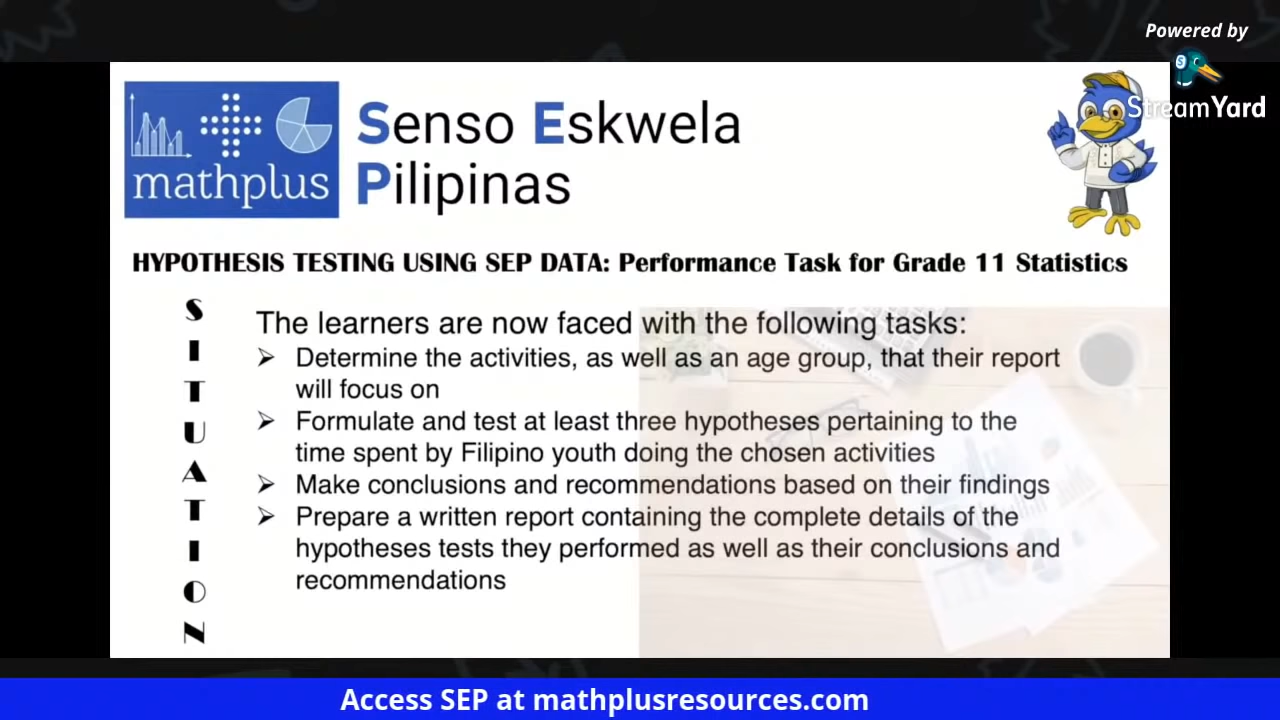 Powered by
StreamYard
mathplus
Senso Eskwela
Pilipinas
HYPOTHESIS TESTING USING SEP DATA: Performance Task for Grade 11 Statistics
SITUATION
The learners are now faced with the following tasks:
➢ Determine the activities, as well as an age group, that their report
will focus on
➢ Formulate and test at least three hypotheses pertaining to the
time spent by Filipino youth doing the chosen activities
➢ Make conclusions and recommendations based on their findings
➢ Prepare a written report containing the complete details of the
hypotheses tests they performed as well as their conclusions and
recommendations
Access SEP at mathplusresources.com